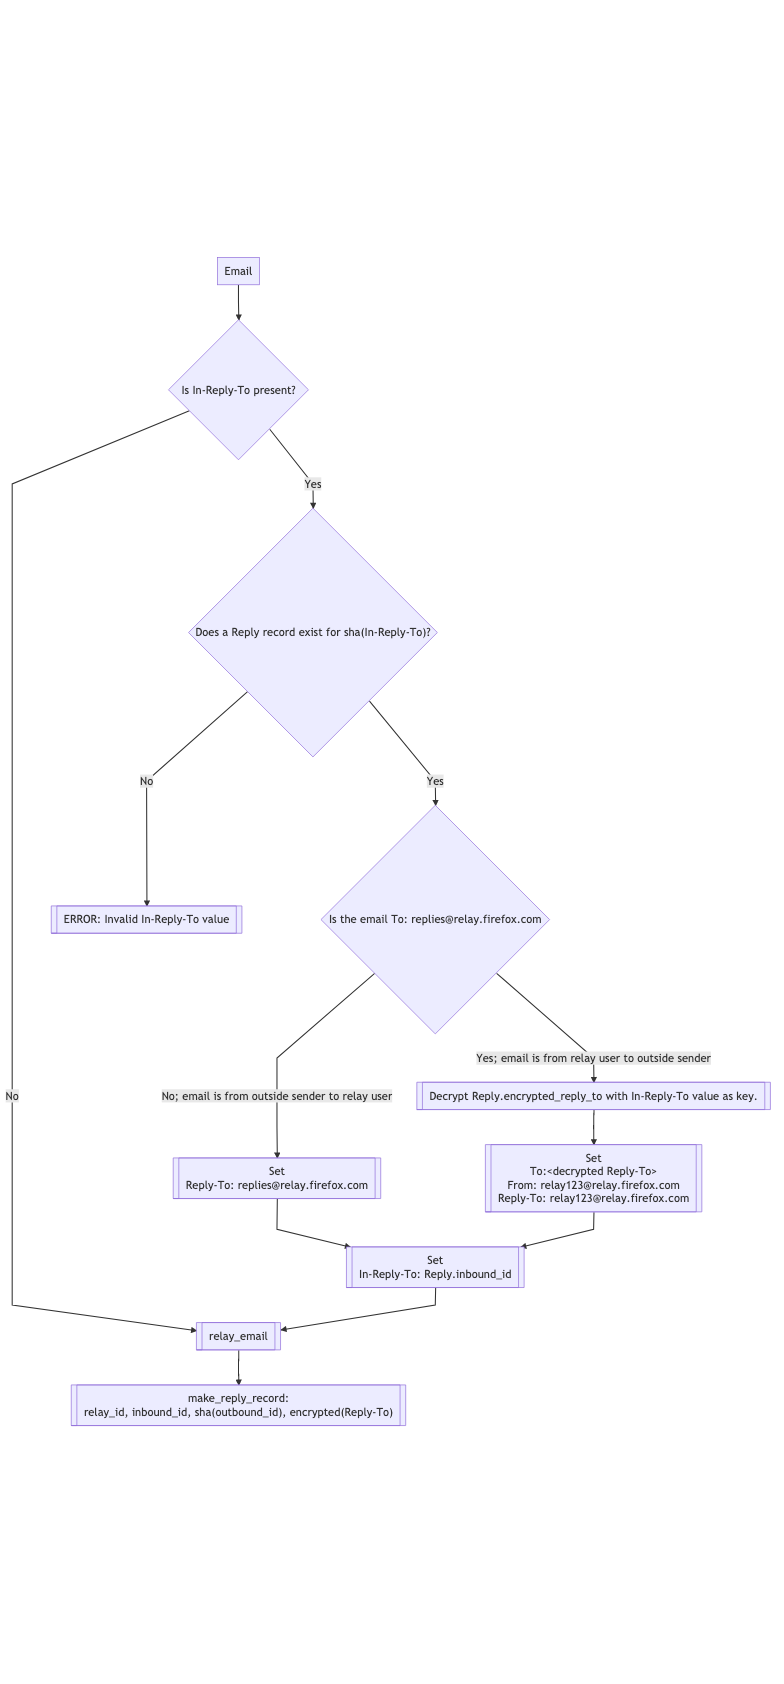 Email
Is In-Reply-To present?
Yes
Does a Reply record exist for sha(In-Reply-To)?
No
Yes
ERROR: Invalid In-Reply-To value
Is the email To: replies@relay.firefox.com
Yes; email is from relay user to outside sender
No
No; email is from outside sender to relay user
Decrypt Reply.encrypted_reply_to with In-Reply-To value as key.
Set
Reply-To: replies@relay.firefox.com
Set
To:<decrypted Reply-To>
From: relay123@relay.firefox.com
Reply-To: relay123@relay.firefox.com
Set
In-Reply-To: Reply.inbound_id
relay_email
make_reply_record:
relay_id, inbound_id, sha(outbound_id), encrypted(Reply-To)